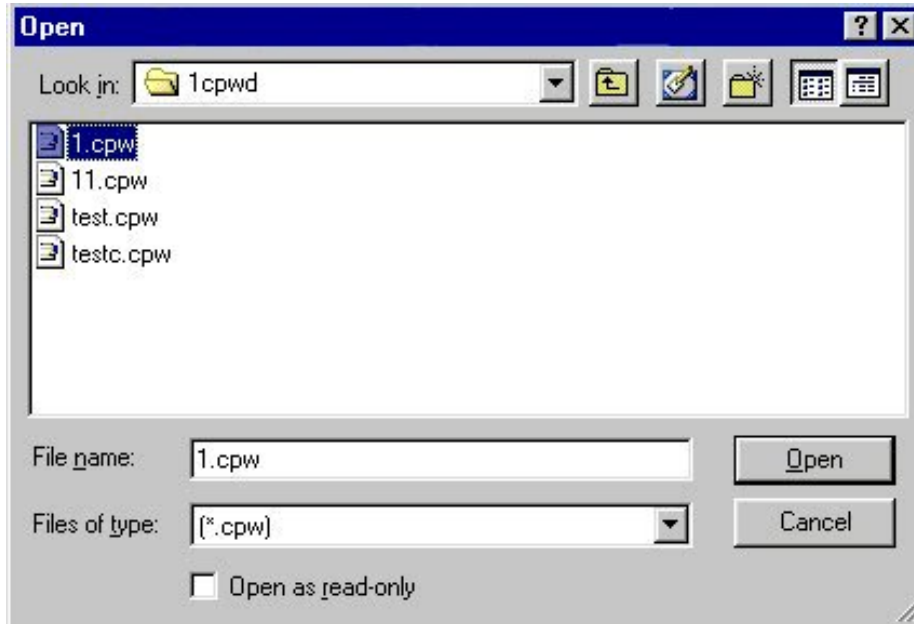 Open
Look in: 1cpwd
1.cpw
11.cpw
test.cpw
testc.cpw
File name: 1.cpw Open
Files of type: (*.cpw) Cancel
Open as read-only